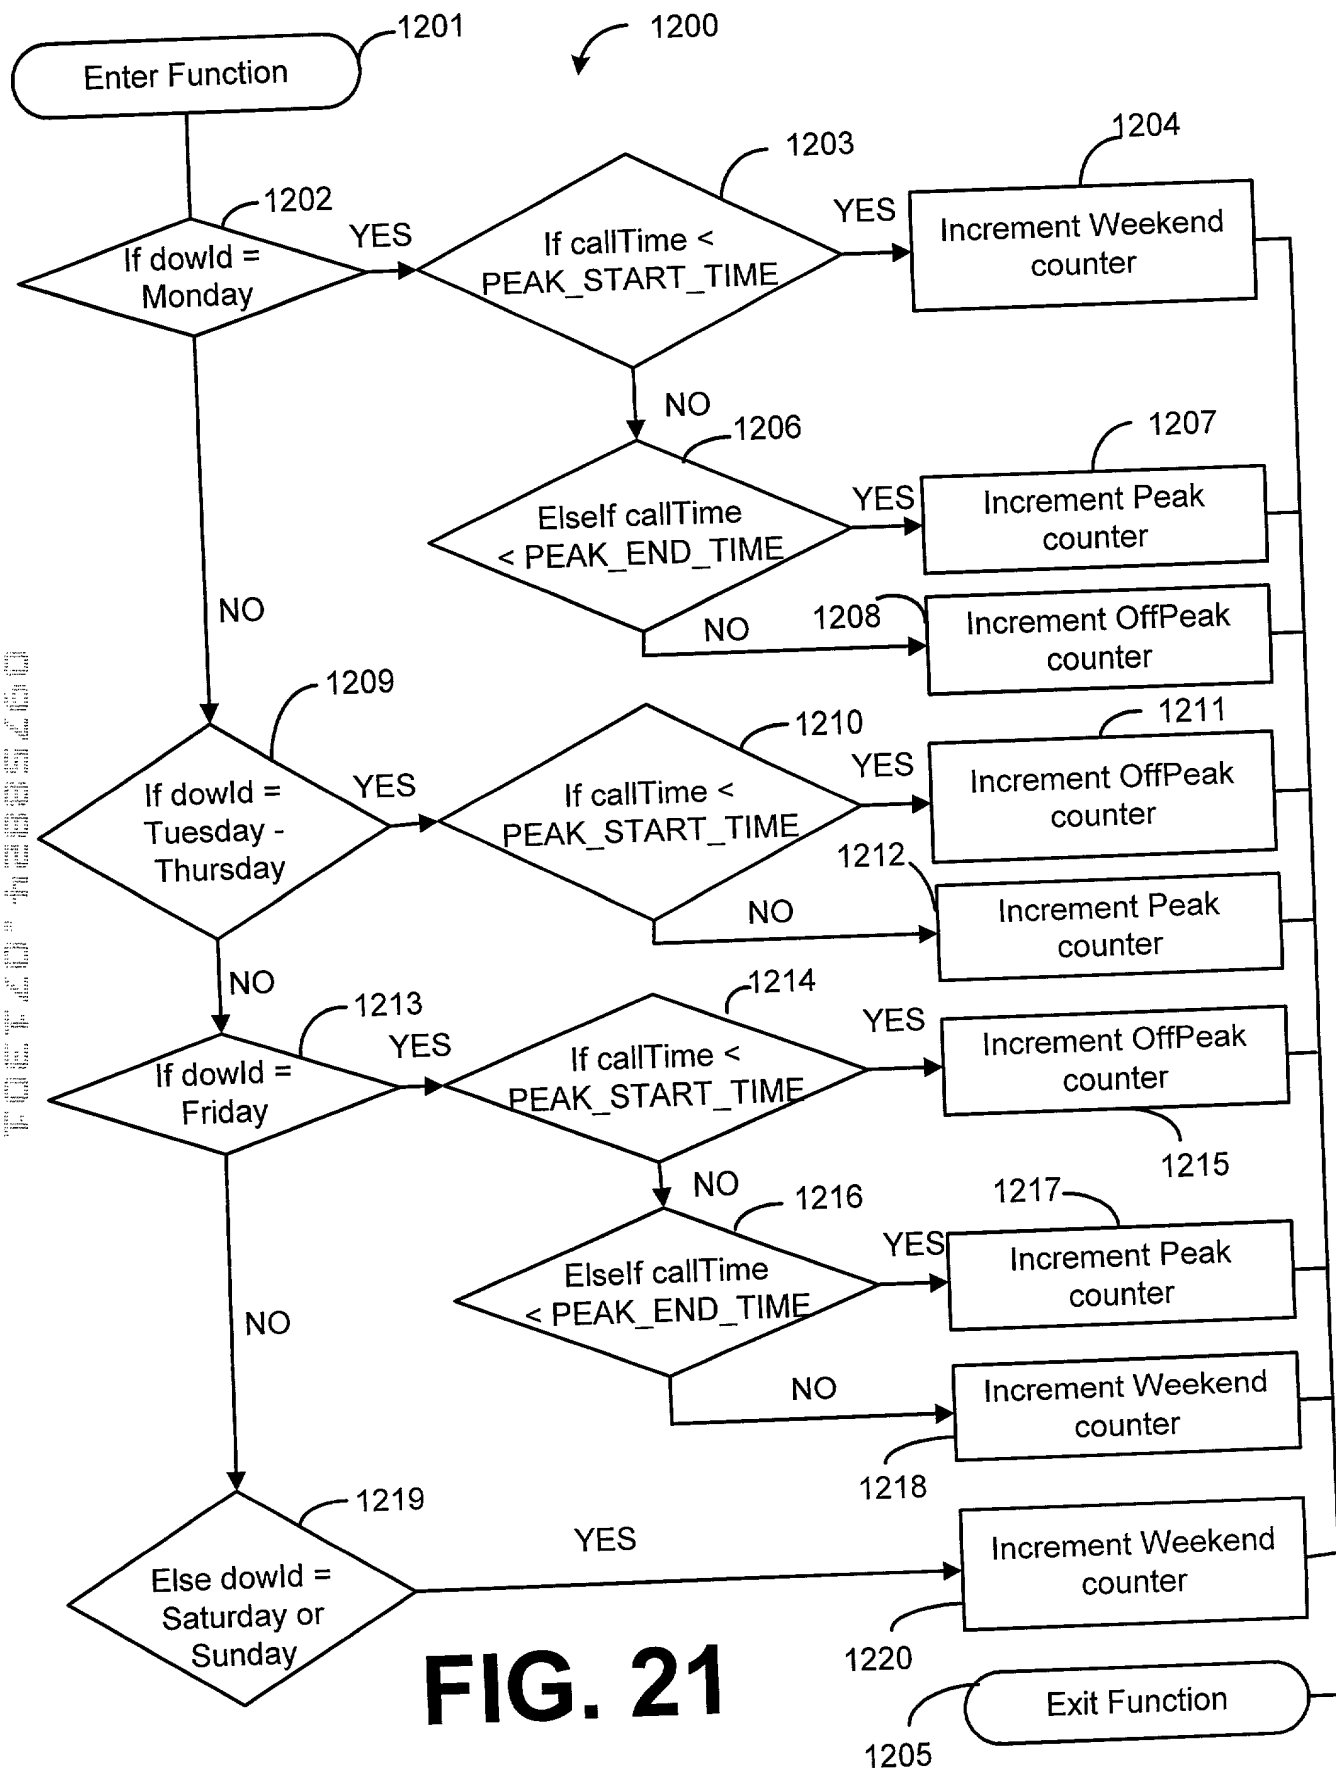 1201
1200
Enter Function
1203
1204
1202
YES
YES
If dowId =
Monday
If callTime <
PEAK_START_TIME
Increment Weekend
counter
NO
1206
1207
ElseIf callTime
< PEAK_END_TIME
YES
Increment Peak
counter
NO
NO
1208
Increment OffPeak
counter
1209
1210
1211
If dowId =
Tuesday -
Thursday
YES
If callTime <
PEAK_START_TIME
YES
Increment OffPeak
counter
1212
NO
Increment Peak
counter
NO
1213
1214
YES
YES
If dowId =
Friday
If callTime <
PEAK_START_TIME
Increment OffPeak
counter
1215
NO
1216
1217
ElseIf callTime
< PEAK_END_TIME
YES
Increment Peak
counter
NO
NO
Increment Weekend
counter
1218
1219
YES
Else dowId =
Saturday or
Sunday
Increment Weekend
counter
1220
FIG. 21
Exit Function
1205